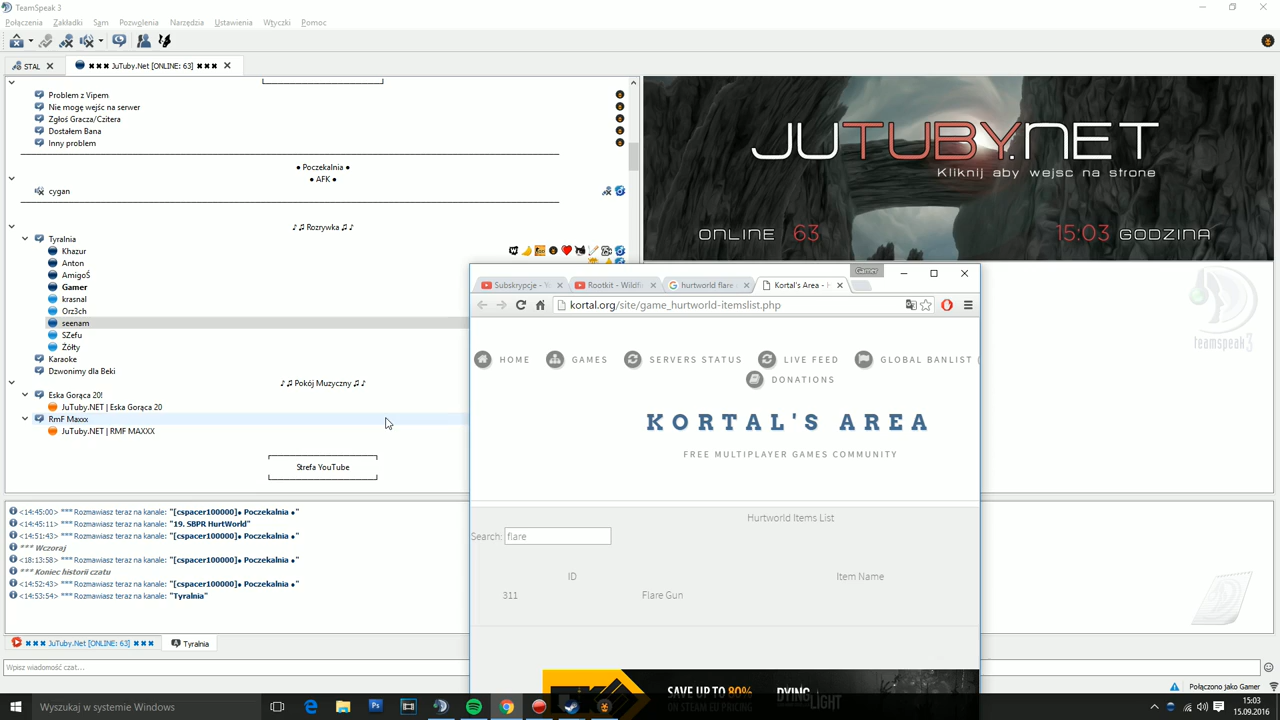 TeamSpeak 3
Połączenia Zakładki Sam Pozwolenia Narzędzia Ustawienia Wtyczki Pomoc
STAL
✖ ✖ ✖ JuTuby.Net [ONLINE: 63] ✖ ✖ ✖
Problem z Vipem
Nie mogę wejśc na serwer
Zgłoś Gracza/Czitera
Dostałem Bana
Inny problem
● Poczekalnia ●
● AFK ●
cygan
♪ ♫ Rozrywka ♫ ♪
Tyralnia
Khazur
Anton
AmigoŚ
Gamer
krasnal
Orz3ch
seenam
SZefu
Żółty
Karaoke
Dzwonimy dla Beki
♪ ♫ Pokój Muzyczny ♫ ♪
Eska Gorąca 20!
JuTuby.NET | Eska Gorąca 20
RmF Maxxx
JuTuby.NET | RMF MAXXX
Strefa YouTube
JUTUBY.NET
Kliknij aby wejsc na strone
ONLINE 63
15:03 GODZINA
teamspeak3
Gamer
Subskrypcje - Y
Rootkit - Wildfi
hurtworld flare
Kortal's Area - H
kortal.org/site/game_hurtworld-itemslist.php
HOME GAMES SERVERS STATUS LIVE FEED GLOBAL BANLIST (
DONATIONS
KORTAL'S AREA
FREE MULTIPLAYER GAMES COMMUNITY
Hurtworld Items List
Search: flare
ID Item Name
311 Flare Gun
SAVE UP TO 80%
ON STEAM EU PRICING
DYING LIGHT
<14:45:00> *** Rozmawiasz teraz na kanale: "[cspacer100000]● Poczekalnia ●"
<14:45:11> *** Rozmawiasz teraz na kanale: "19. SBPR HurtWorld"
<14:51:43> *** Rozmawiasz teraz na kanale: "[cspacer100000]● Poczekalnia ●"
*** Wczoraj
<18:13:58> *** Rozmawiasz teraz na kanale: "[cspacer100000]● Poczekalnia ●"
*** Koniec historii czatu
<14:52:43> *** Rozmawiasz teraz na kanale: "[cspacer100000]● Poczekalnia ●"
<14:53:54> *** Rozmawiasz teraz na kanale: "Tyralnia"
✖ ✖ ✖ JuTuby.Net [ONLINE: 63] ✖ ✖ ✖
Tyralnia
Wpisz wiadomość czat...
Połączono jako Gamer
Wyszukaj w systemie Windows
15:03
15.09.2016